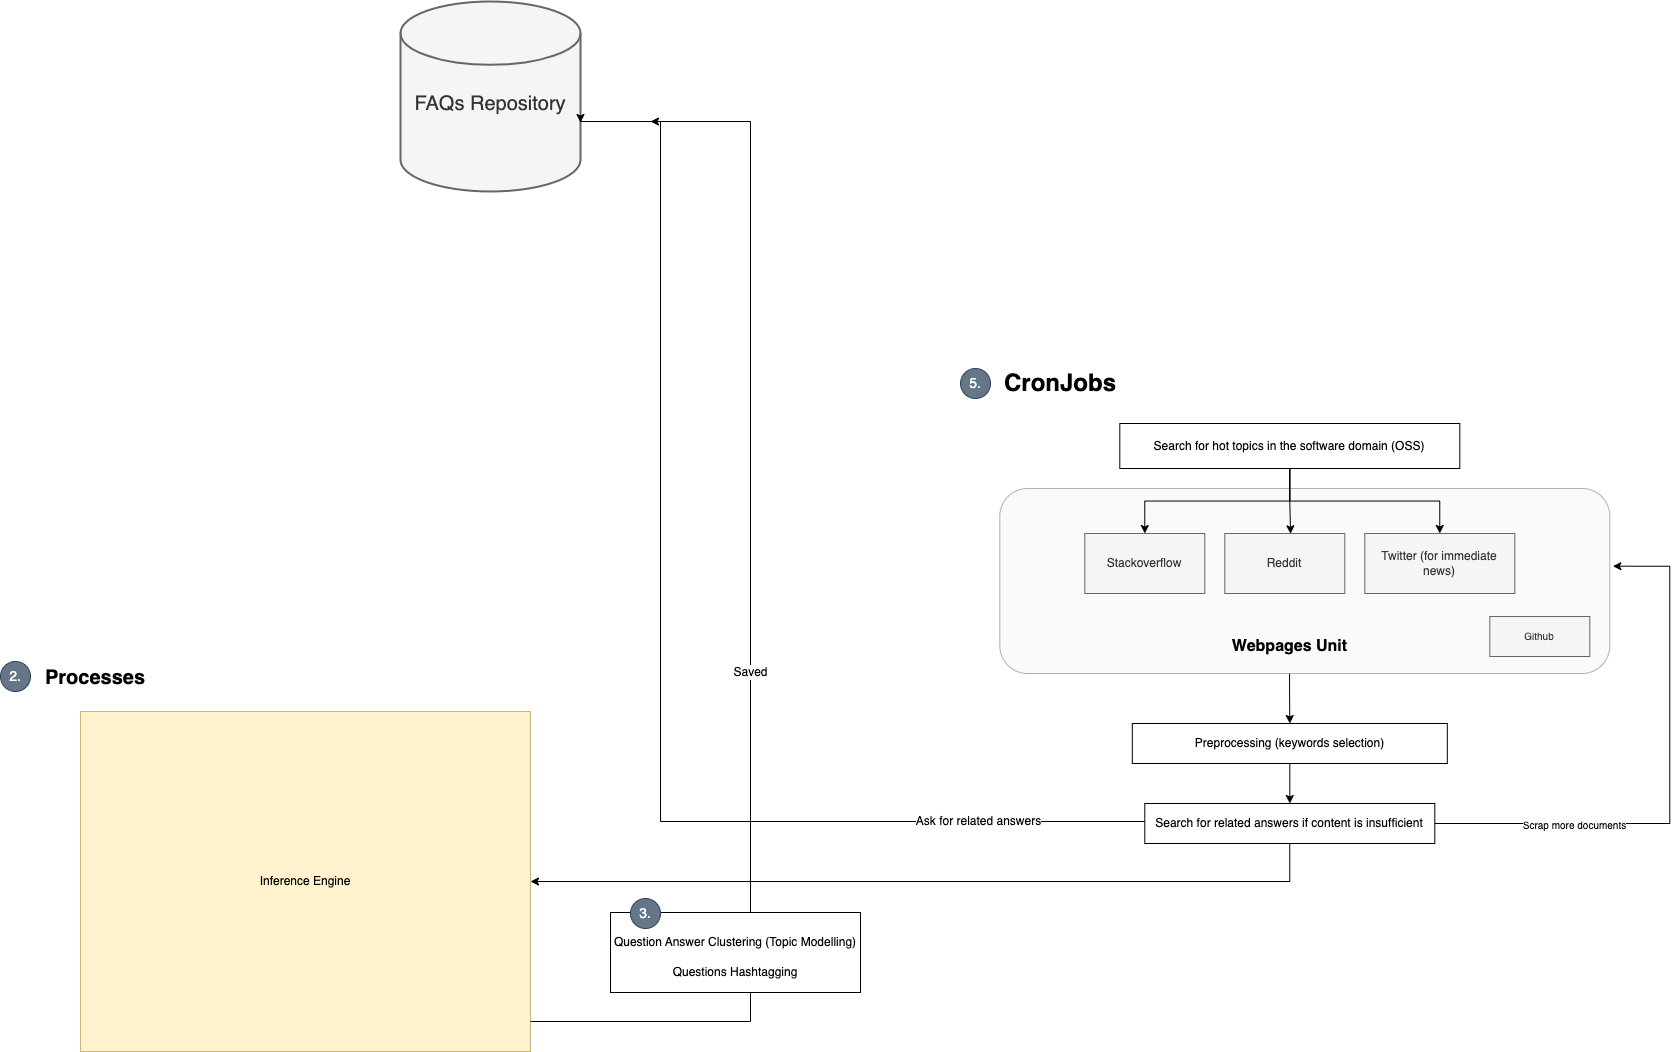 FAQs Repository
5.
CronJobs
Search for hot topics in the software domain (OSS)
Stackoverflow
Reddit
Twitter (for immediate
news)
Github
Webpages Unit
Saved
2.
Processes
Preprocessing (keywords selection)
Ask for related answers
Search for related answers if content is insufficient
Scrap more documents
Inference Engine
3.
Question Answer Clustering (Topic Modelling)
Questions Hashtagging